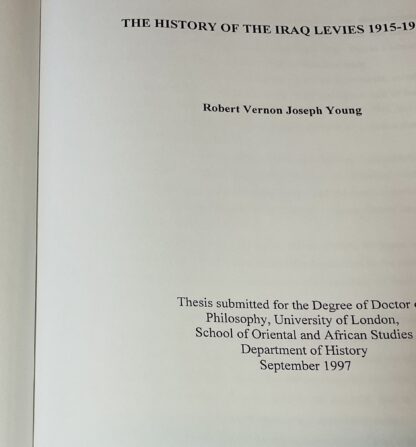 THE HISTORY OF THE IRAQ LEVIES 1915-19
Robert Vernon Joseph Young
Thesis submitted for the Degree of Doctor
Philosophy, University of London,
School of Oriental and African Studies
Department of History
September 1997